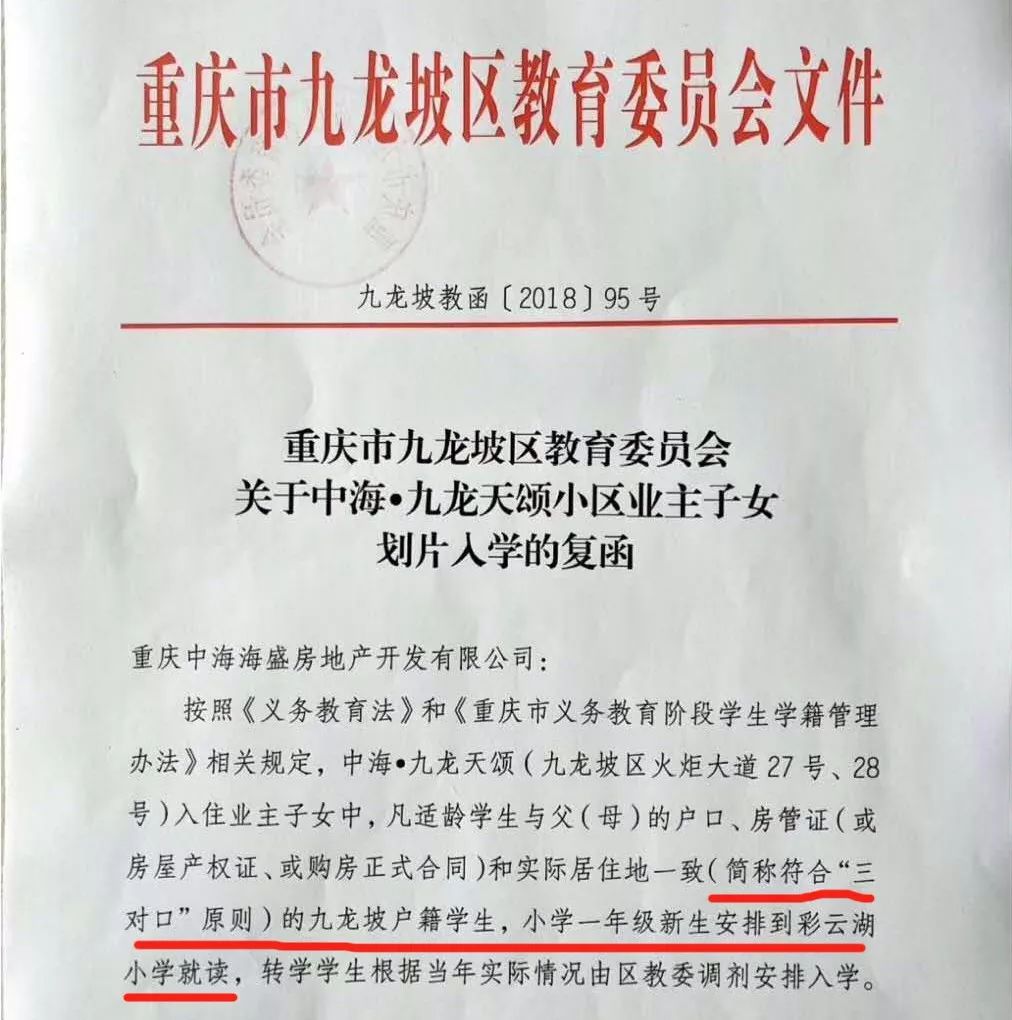 重庆市九龙坡区教育委员会文件
九龙坡教函〔2018〕95号
重庆市九龙坡区教育委员会
关于中海•九龙天颂小区业主子女
划片入学的复函
重庆中海海盛房地产开发有限公司：
按照《义务教育法》和《重庆市义务教育阶段学生学籍管理
办法》相关规定，中海•九龙天颂（九龙坡区火炬大道27号、28
号）入住业主子女中，凡适龄学生与父（母）的户口、房管证（或
房屋产权证、或购房正式合同）和实际居住地一致（简称符合“三
对口”原则）的九龙坡户籍学生，小学一年级新生安排到彩云湖
小学就读，转学学生根据当年实际情况由区教委调剂安排入学。